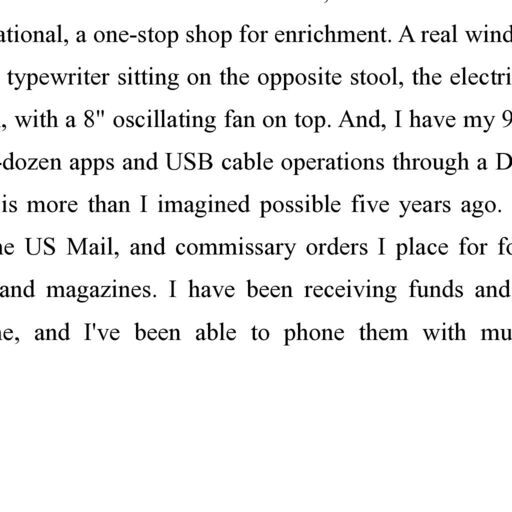 ational, a one-stop shop for enrichment. A real wind
typewriter sitting on the opposite stool, the electri
, with a 8" oscillating fan on top. And, I have my 9
-dozen apps and USB cable operations through a D
is more than I imagined possible five years ago.
e US Mail, and commissary orders I place for fo
and magazines. I have been receiving funds and
e, and I've been able to phone them with mu